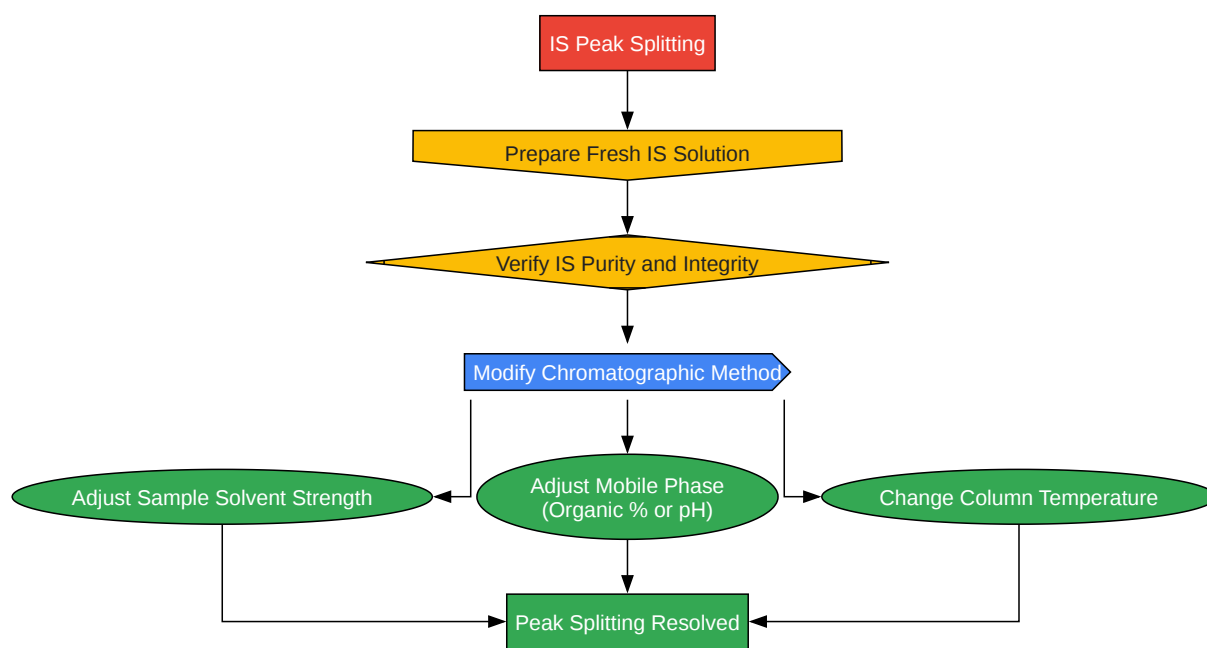 IS Peak Splitting
Prepare Fresh IS Solution
Verify IS Purity and Integrity
Modify Chromatographic Method
Adjust Sample Solvent Strength
Adjust Mobile Phase
(Organic % or pH)
Change Column Temperature
Peak Splitting Resolved